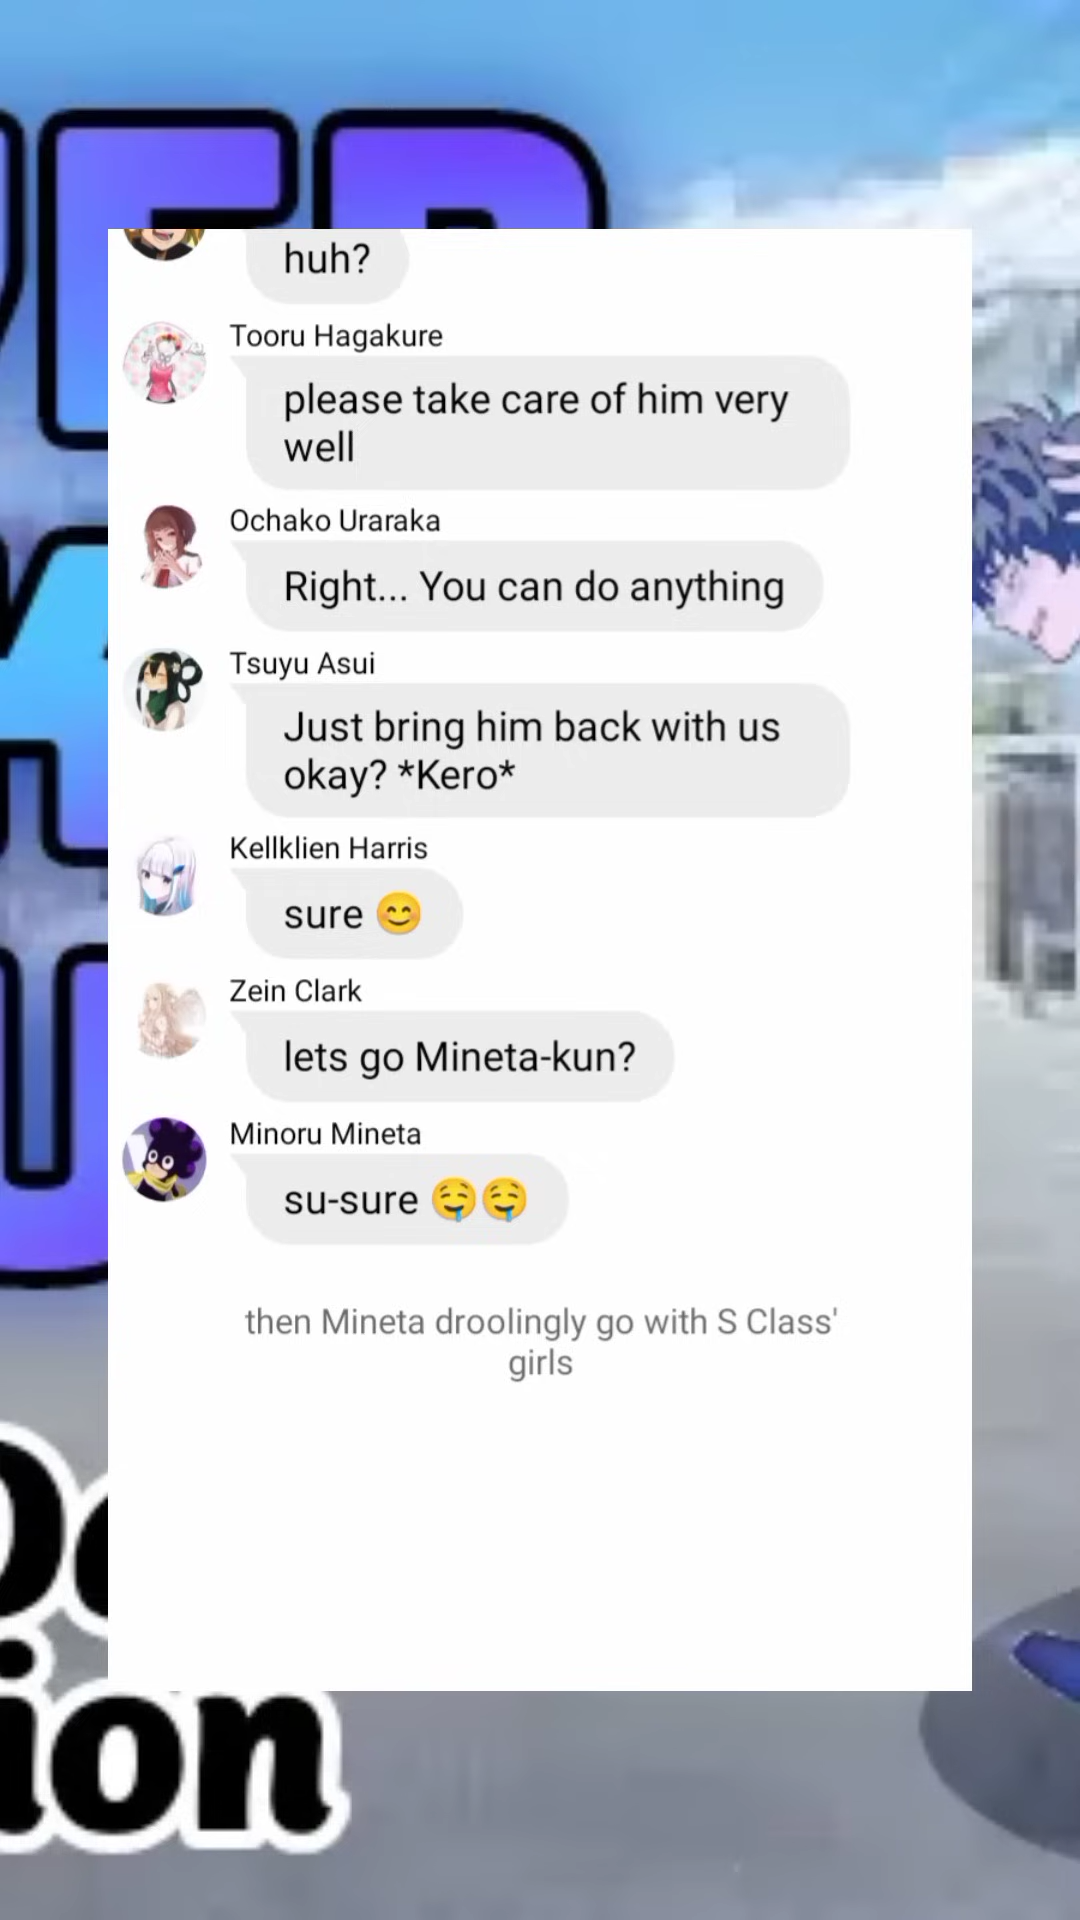 huh?
Tooru Hagakure
please take care of him very
well
Ochako Uraraka
Right... You can do anything
Tsuyu Asui
Just bring him back with us
okay? *Kero*
Kellklien Harris
sure 😊
Zein Clark
lets go Mineta-kun?
Minoru Mineta
su-sure 🤤🤤
then Mineta droolingly go with S Class'
girls
ion